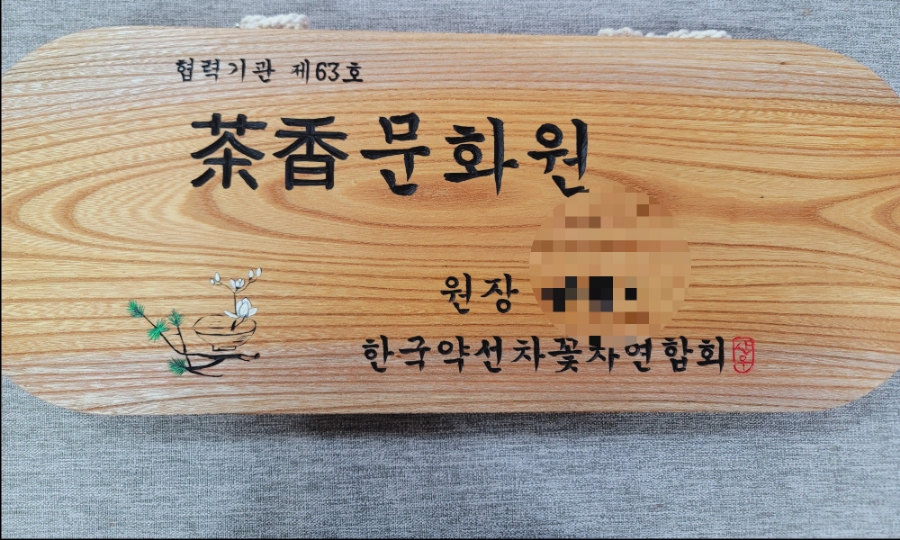 협력기관 제63호
茶香문화원
원장
한국약선차꽃차연합회